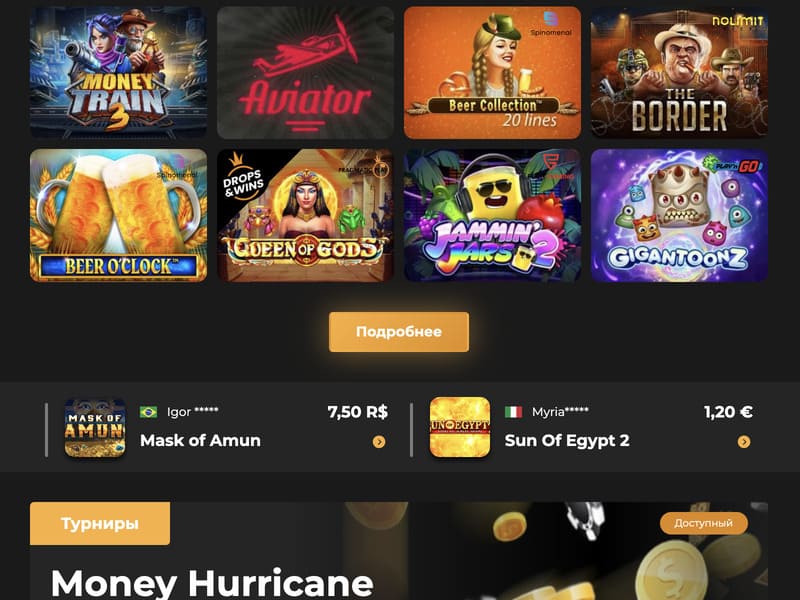 MONEY
TRAIN
3
Aviator
Spinomenal
Beer Collection™
20 lines
NOLIMIT
THE
BORDER
Spinomenal
BEER O'CLOCK™
DROPS
& WINS
PRAGMATIC
QUEEN OF GODS
JAMMIN'
JARS 2
PLAY'n GO
GIGANTOONZ
Подробнее
MASK OF
AMUN
Igor *****
7,50 R$
Mask of Amun
SUN OF EGYPT
Myria*****
1,20 €
Sun Of Egypt 2
Турниры
Доступный
Money Hurricane